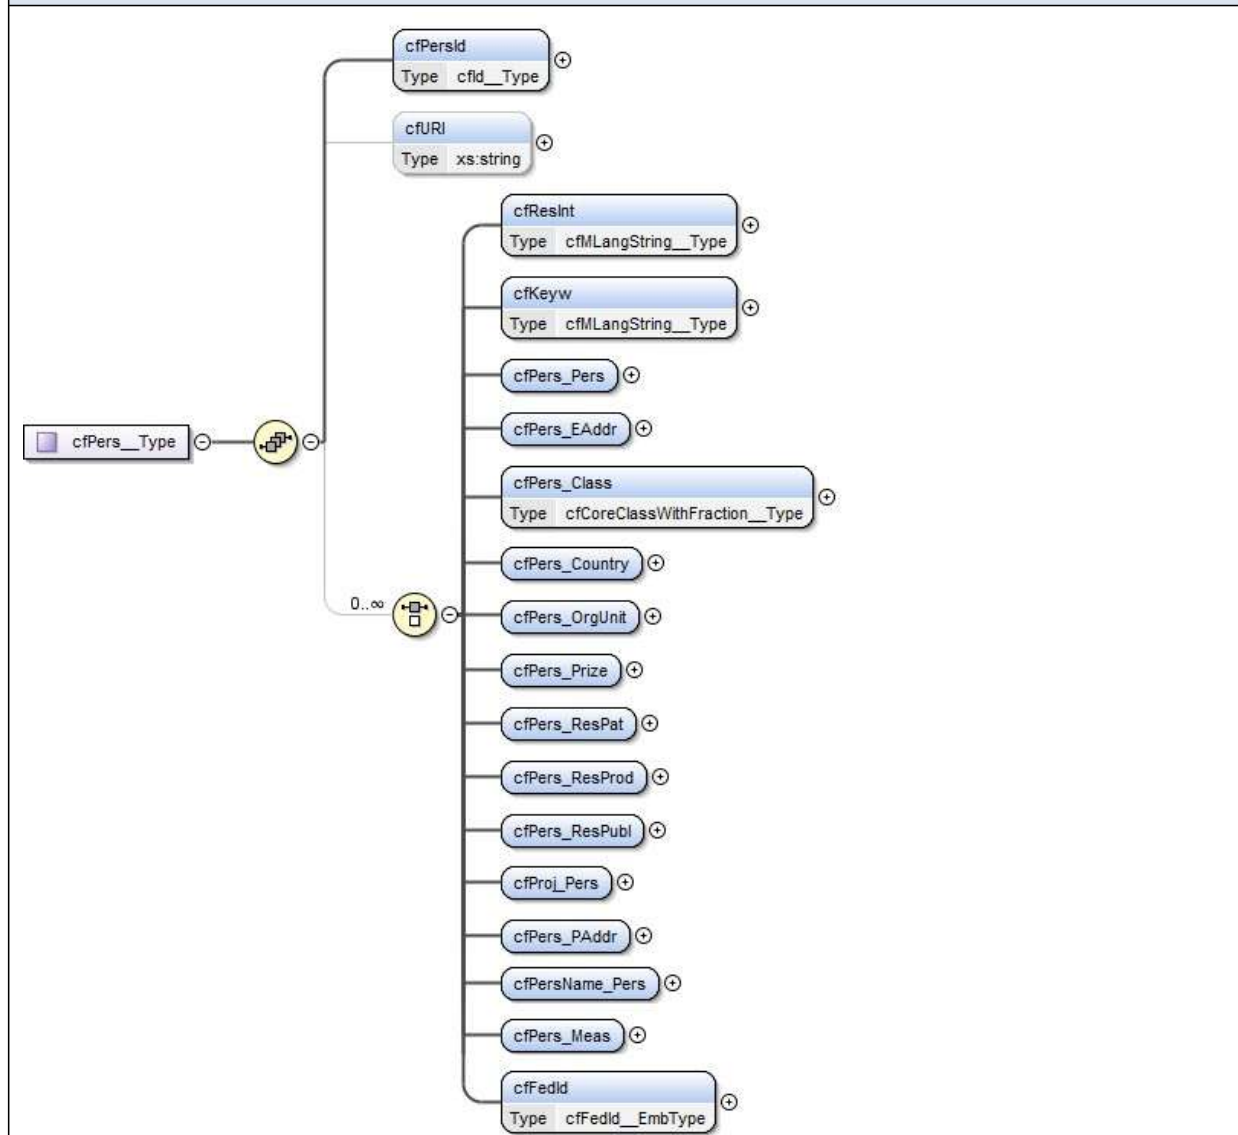 cfPersId
Type cfId__Type
cfURI
Type xs:string
cfResInt
Type cfMLangString__Type
cfKeyw
Type cfMLangString__Type
cfPers_Pers
cfPers__Type
cfPers_EAddr
cfPers_Class
Type cfCoreClassWithFraction__Type
cfPers_Country
0..∞
cfPers_OrgUnit
cfPers_Prize
cfPers_ResPat
cfPers_ResProd
cfPers_ResPubl
cfProj_Pers
cfPers_PAddr
cfPersName_Pers
cfPers_Meas
cfFedId
Type cfFedId__EmbType